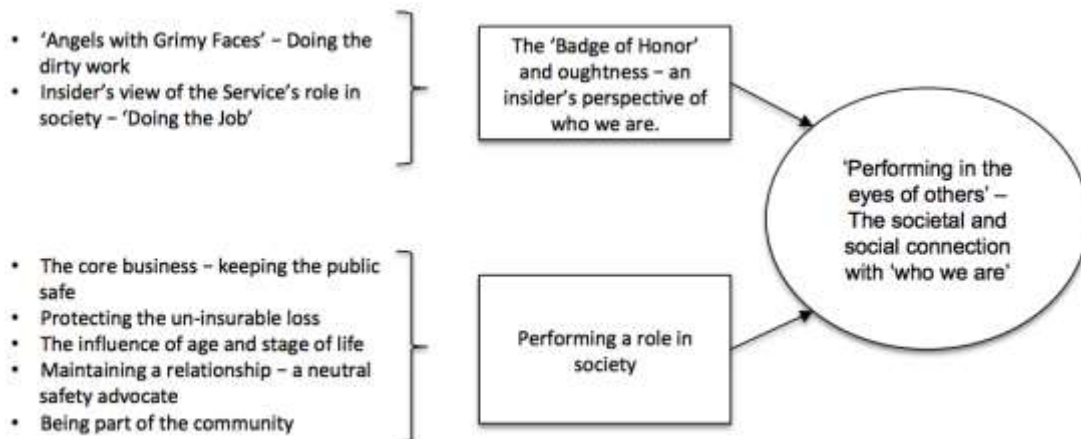 • 'Angels with Grimy Faces' – Doing the
dirty work
• Insider's view of the Service's role in
society – 'Doing the Job'
The 'Badge of Honor'
and oughtness – an
insider's perspective of
who we are.
'Performing in the
eyes of others' –
The societal and
social connection
with 'who we are'
• The core business – keeping the public
safe
• Protecting the un-insurable loss
• The influence of age and stage of life
• Maintaining a relationship – a neutral
safety advocate
• Being part of the community
Performing a role in
society